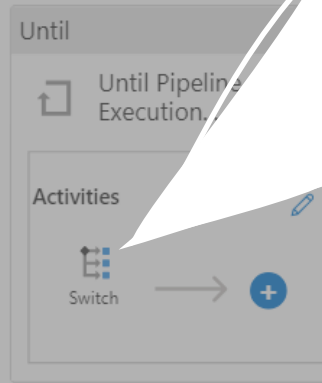 Until
Until Pipeline
Execution...
Activities
Switch